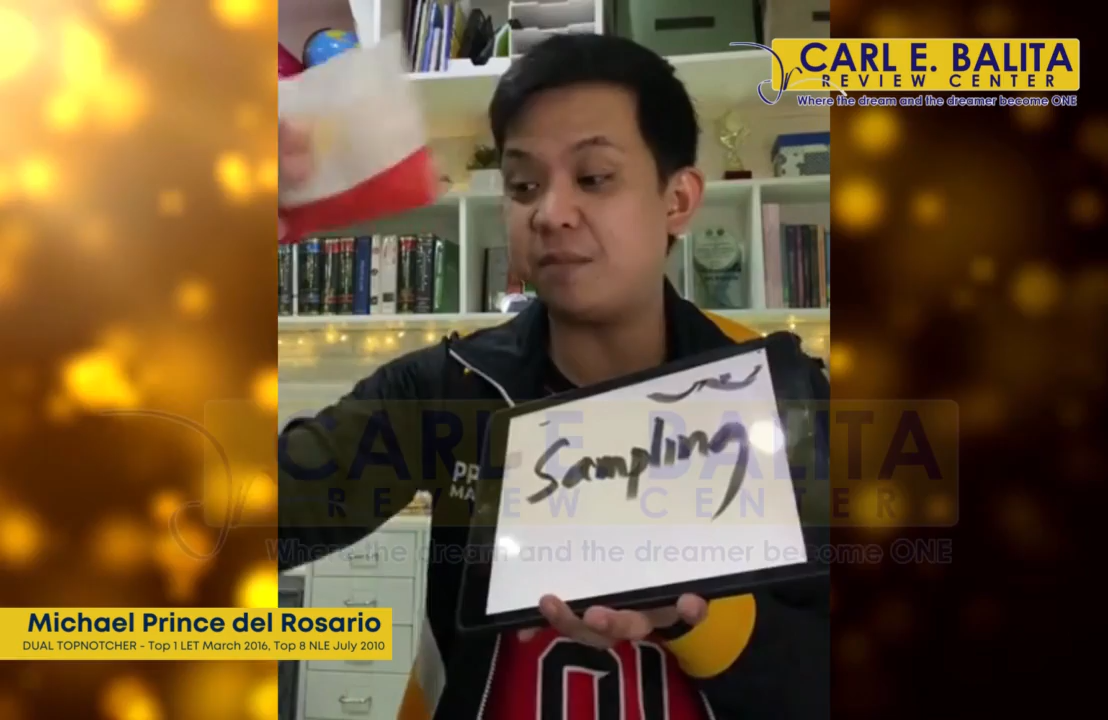 CARL E. BALITA
REVIEW CENTER
Where the dream and the dreamer become ONE
Sampling
CARL E. BALITA
REVIEW CENTER
Where the dream and the dreamer become ONE
Michael Prince del Rosario
DUAL TOPNOTCHER - Top 1 LET March 2016, Top 8 NLE July 2010